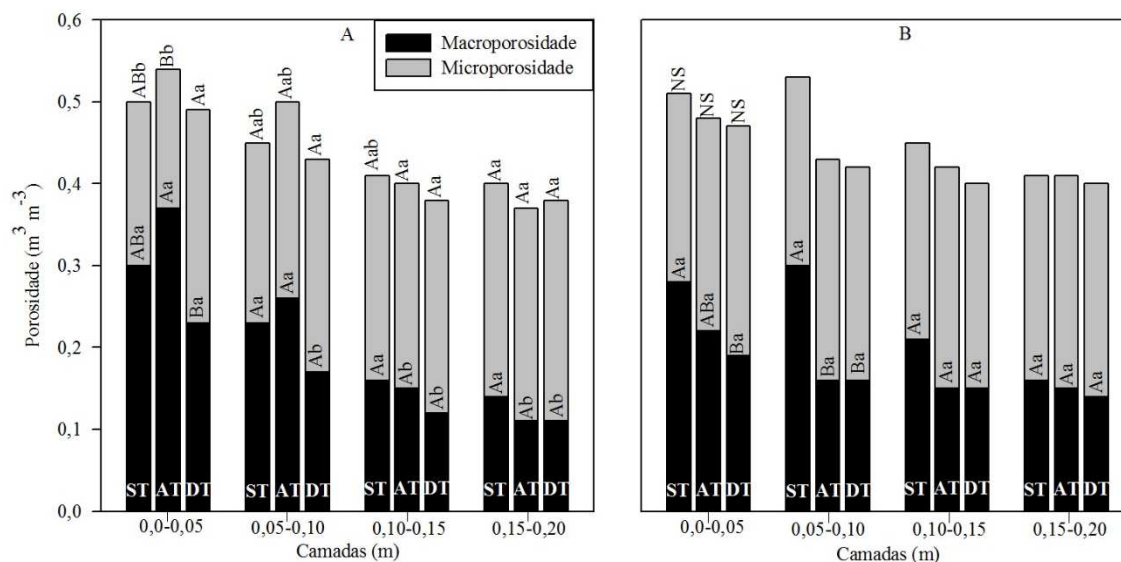 0,6
0,5
0,4
0,3
0,2
0,1
0,0
Porosidade (m³ m⁻³)
A
Macroporosidade
Microporosidade
ABb Bb Aa
ABa Aa Ba
ST AT DT
Aab Aab Aa
Aa Aa Ab
ST AT DT
Aab Aa Aa
Aa Ab Ab
ST AT DT
Aa Aa Aa
Aa Ab Ab
ST AT DT
0,0-0,05 0,05-0,10 0,10-0,15 0,15-0,20
Camadas (m)
B
NS NS NS
Aa ABa Ba
Aa Ba Ba
ST AT DT
Aa Aa Aa
ST AT DT
Aa Aa Aa
ST AT DT
ST AT DT
0,0-0,05 0,05-0,10 0,10-0,15 0,15-0,20
Camadas (m)